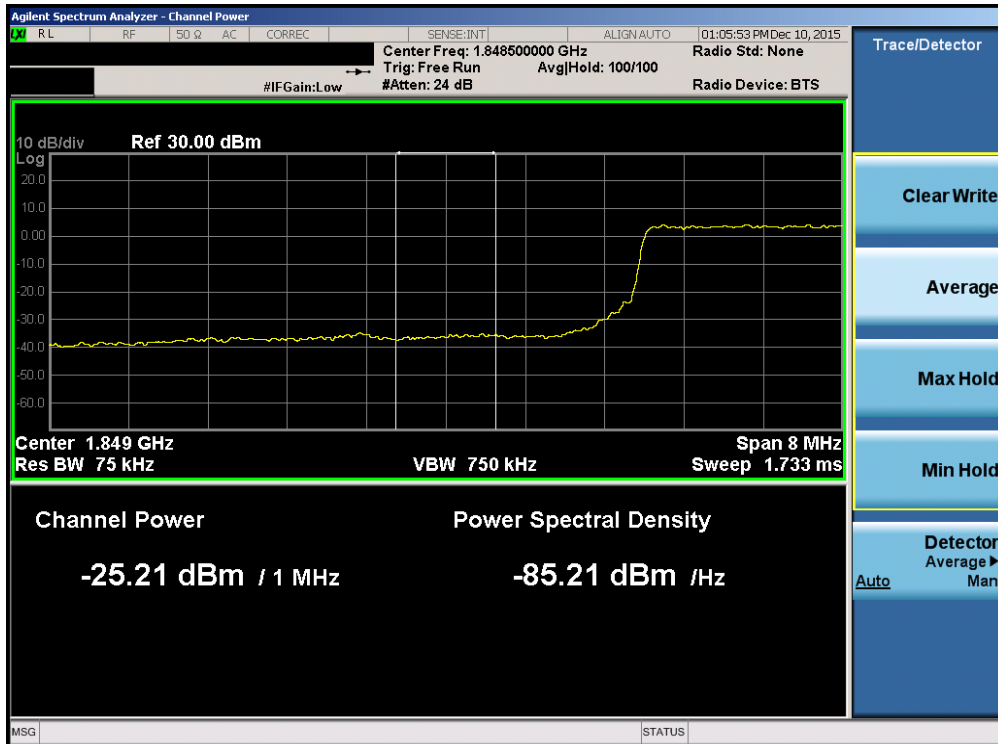 Agilent Spectrum Analyzer - Channel Power
LXI RL RF 50 Ω AC CORREC SENSE:INT ALIGN AUTO 01:05:53 PM Dec 10, 2015
Center Freq: 1.848500000 GHz Radio Std: None
Trig: Free Run Avg|Hold: 100/100
#IFGain:Low #Atten: 24 dB Radio Device: BTS
Trace/Detector
10 dB/div Ref 30.00 dBm
Log
20.0
10.0
0.00
-10.0
-20.0
-30.0
-40.0
-50.0
-60.0
Center 1.849 GHz Span 8 MHz
Res BW 75 kHz VBW 750 kHz Sweep 1.733 ms
Channel Power Power Spectral Density
-25.21 dBm / 1 MHz -85.21 dBm /Hz
Clear Write
Average
Max Hold
Min Hold
Detector
Average▶
Auto Man
MSG STATUS